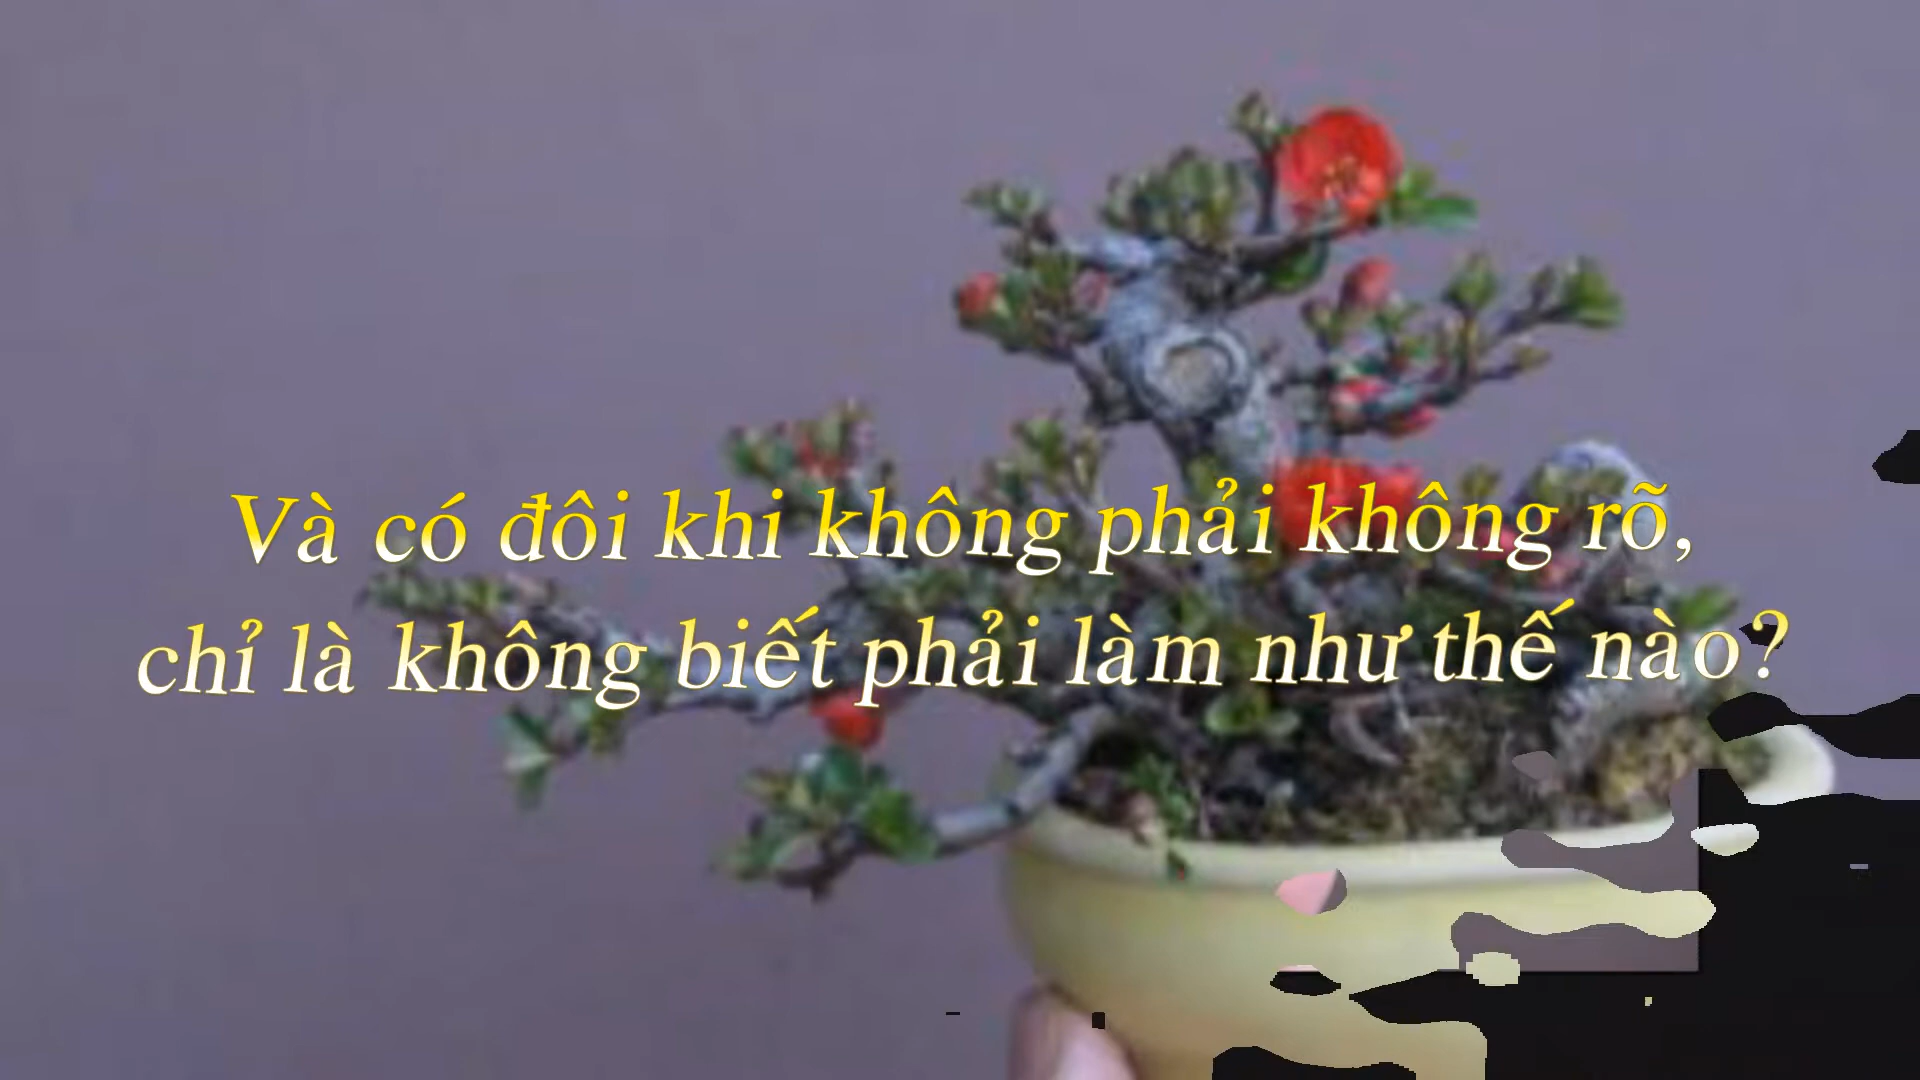 Và có đôi khi không phải không rõ,
chỉ là không biết phải làm như thế nào?